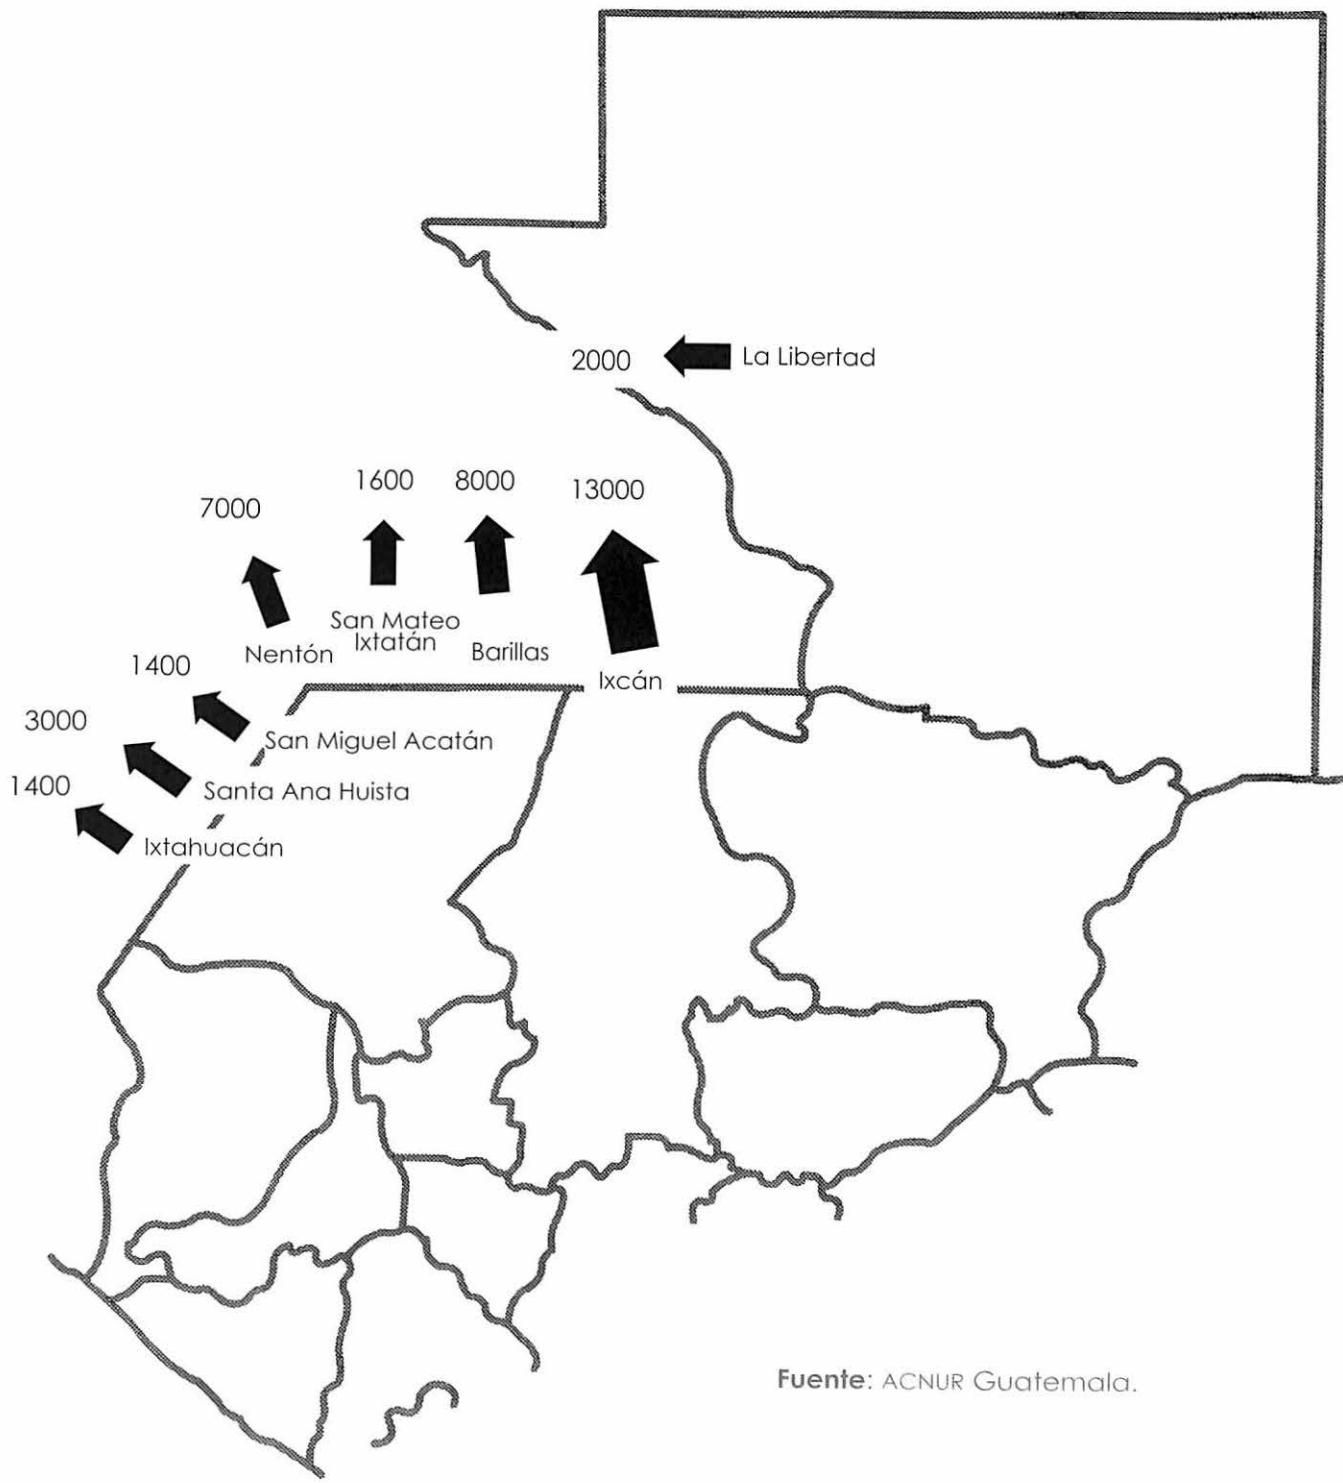 2000
La Libertad
1600
8000
13000
7000
San Mateo
Ixtatán
Nentón
Barillas
1400
Ixcán
3000
San Miguel Acatán
1400
Santa Ana Huista
Ixtahuacán
Fuente: ACNUR Guatemala.